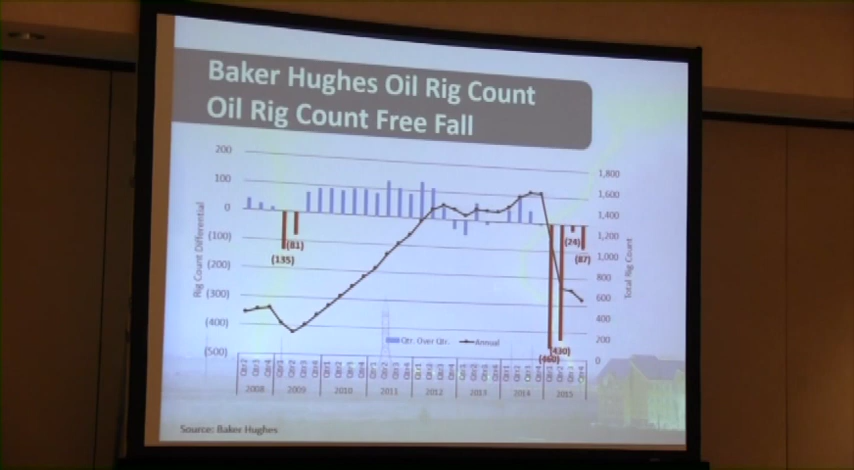 Baker Hughes Oil Rig Count
Oil Rig Count Free Fall
200
100
0
(100)
(200)
(300)
(400)
(500)
Rig Count Differential
1,800
1,600
1,400
1,200
1,000
800
600
400
200
0
Total Rig Count
(135)
(81)
(460)
(430)
(24)
(87)
Qtr. Over Qtr.
Annual
Qtr2 Qtr3 Qtr4 Qtr1 Qtr2 Qtr3 Qtr4 Qtr1 Qtr2 Qtr3 Qtr4 Qtr1 Qtr2 Qtr3 Qtr4 Qtr1 Qtr2 Qtr3 Qtr4 Qtr1 Qtr2 Qtr3 Qtr4 Qtr1 Qtr2 Qtr3 Qtr4 Qtr1 Qtr2 Qtr3 Qtr4
2008 2009 2010 2011 2012 2013 2014 2015
Source: Baker Hughes